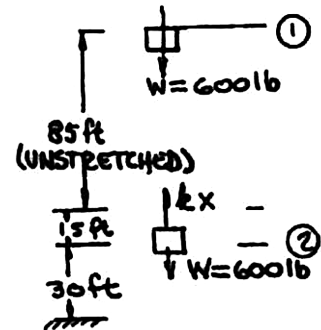 ①
W=600lb
85ft
(UNSTRETCHED)
kx
15ft
②
W=600lb
30ft